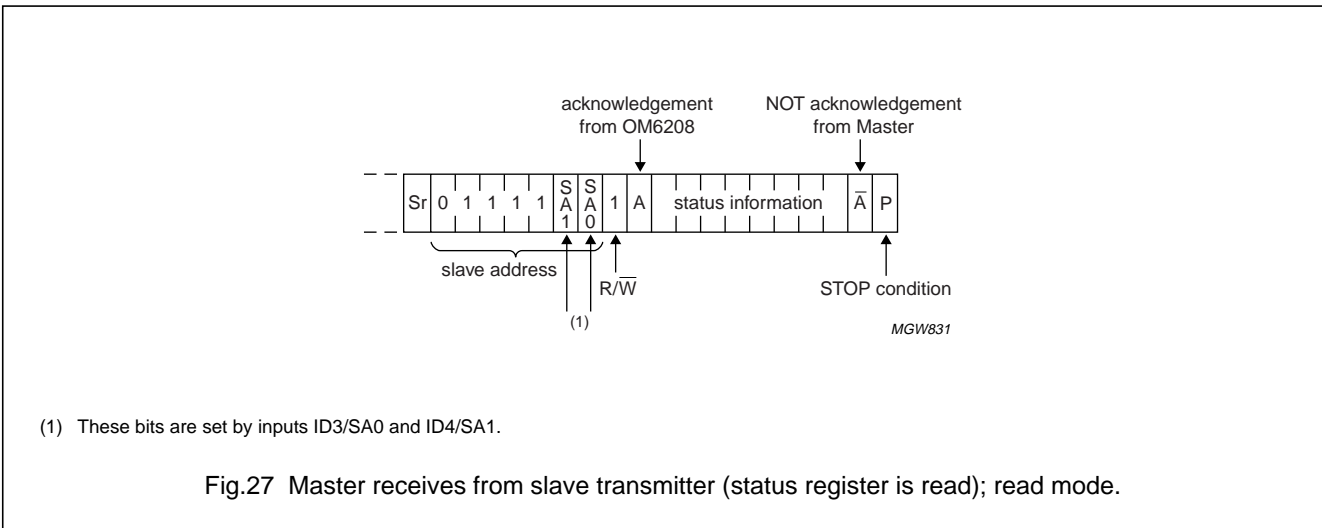 acknowledgement
from OM6208
NOT acknowledgement
from Master
Sr 0 1 1 1 1 SA1 SA0 1 A status information A̅ P
slave address
R/W̅
STOP condition
(1)
MGW831
(1) These bits are set by inputs ID3/SA0 and ID4/SA1.
Fig.27 Master receives from slave transmitter (status register is read); read mode.